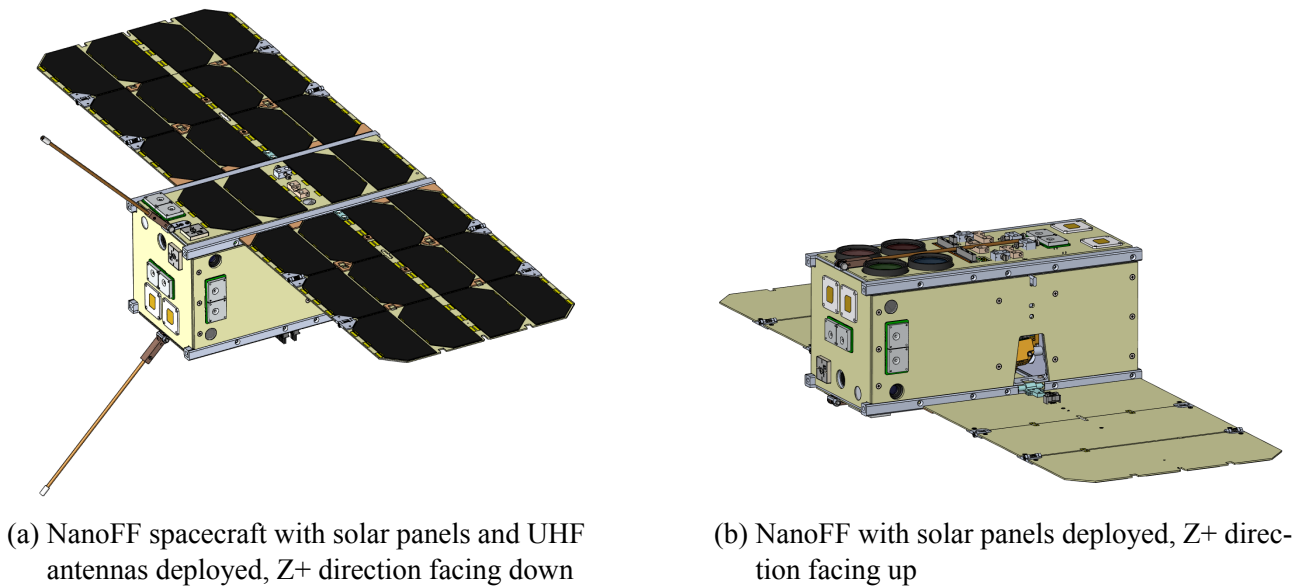 (a) NanoFF spacecraft with solar panels and UHF
antennas deployed, Z+ direction facing down
(b) NanoFF with solar panels deployed, Z+ direc-
tion facing up